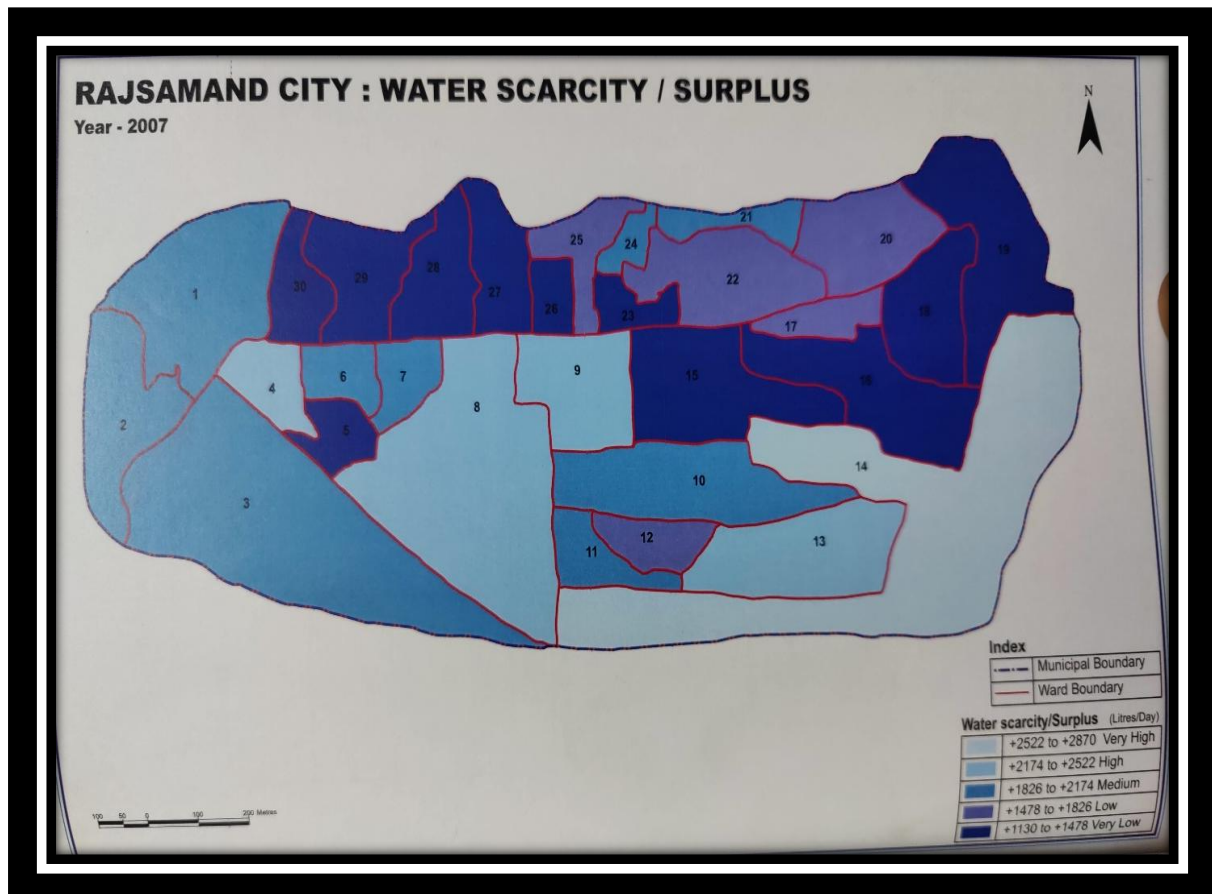 RAJSAMAND CITY : WATER SCARCITY / SURPLUS
Year - 2007
N
19
21
20
25
24
22
28
29
1
30
27
26
23
18
17
9
15
16
6
7
4
8
5
2
14
10
3
12
13
11
Index
Municipal Boundary
Ward Boundary
Water scarcity/Surplus (Litres/Day)
+2522 to +2870 Very High
+2174 to +2522 High
+1826 to +2174 Medium
+1478 to +1826 Low
+1130 to +1478 Very Low
100 50 0 100 200 Metres